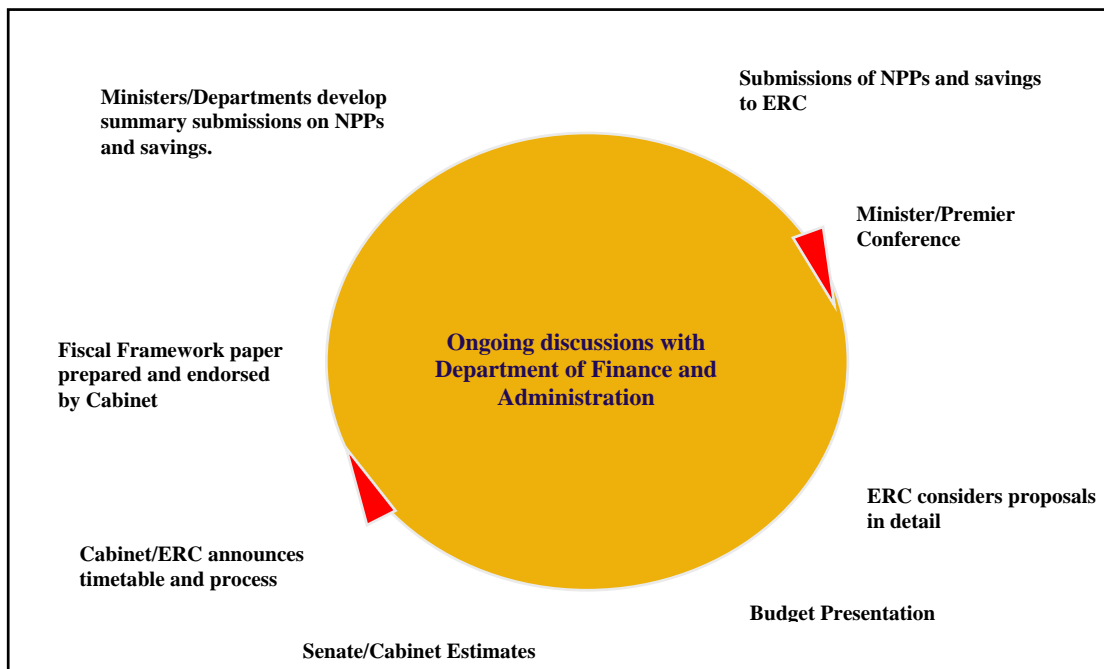 Submissions of NPPs and savings
to ERC
Ministers/Departments develop
summary submissions on NPPs
and savings.
Minister/Premier
Conference
Ongoing discussions with
Department of Finance and
Administration
Fiscal Framework paper
prepared and endorsed
by Cabinet
ERC considers proposals
in detail
Cabinet/ERC announces
timetable and process
Budget Presentation
Senate/Cabinet Estimates